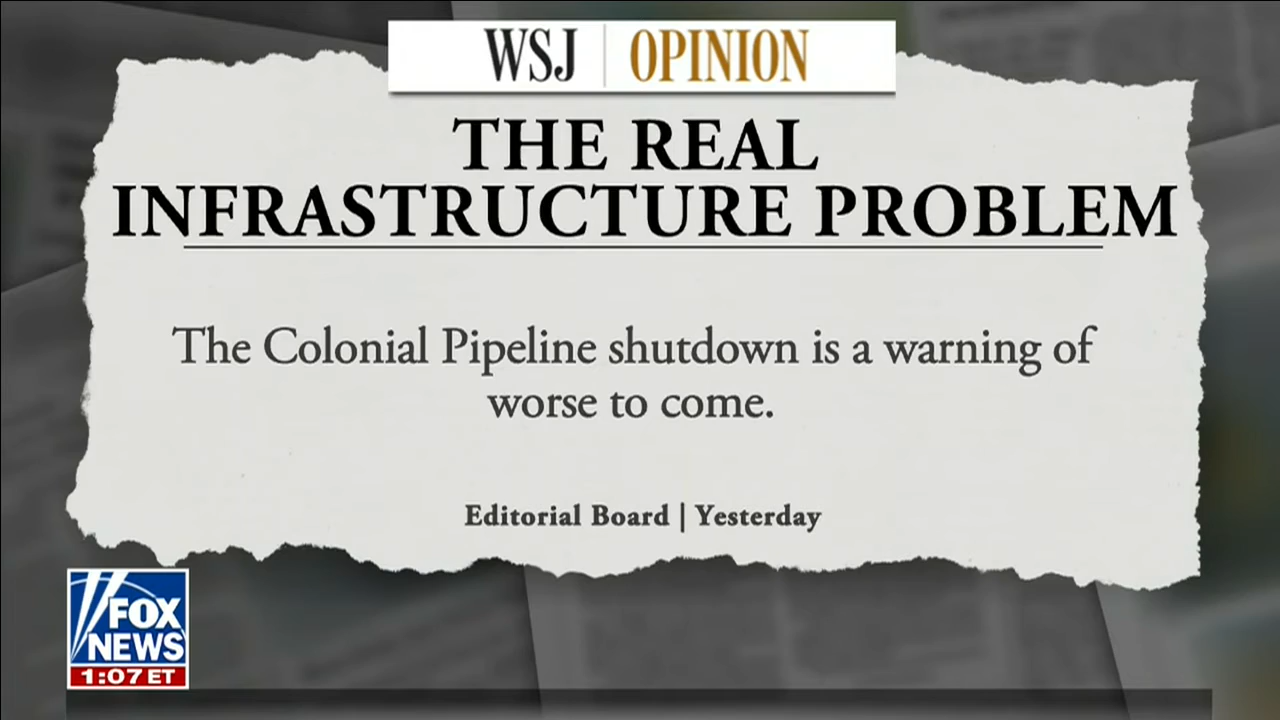 WSJ | OPINION
THE REAL
INFRASTRUCTURE PROBLEM
The Colonial Pipeline shutdown is a warning of
worse to come.
Editorial Board | Yesterday
FOX
NEWS
1:07 ET